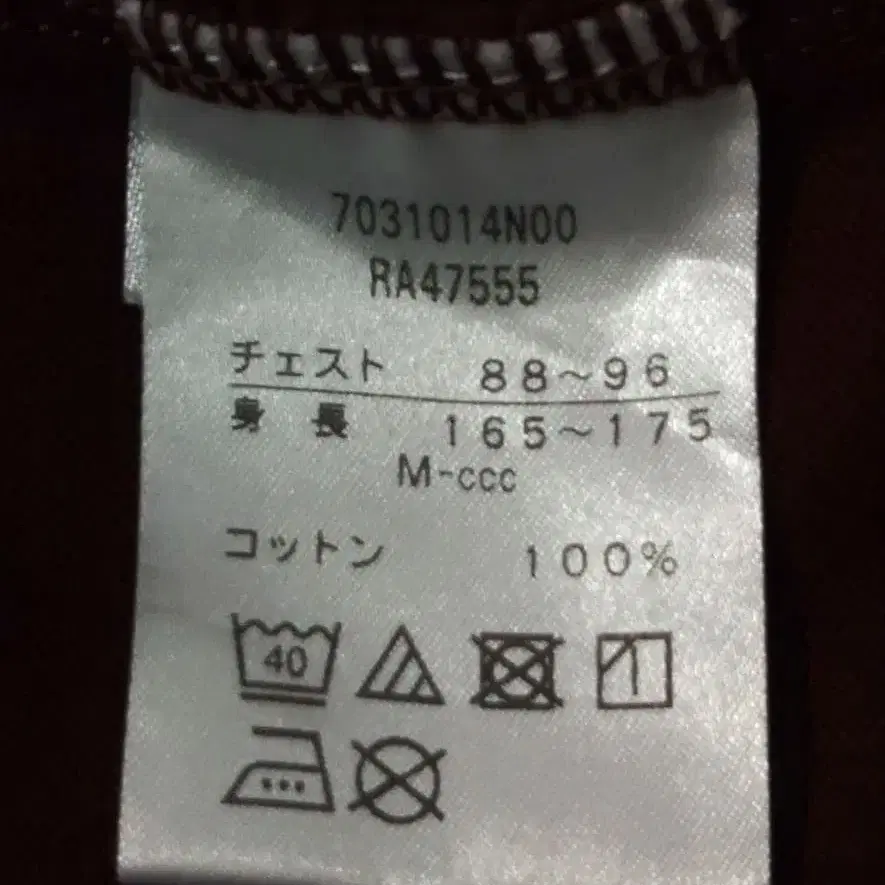 7031014N00
RA47555
チェスト 88～96
身長 165～175
M-ccc
コットン 100%
40